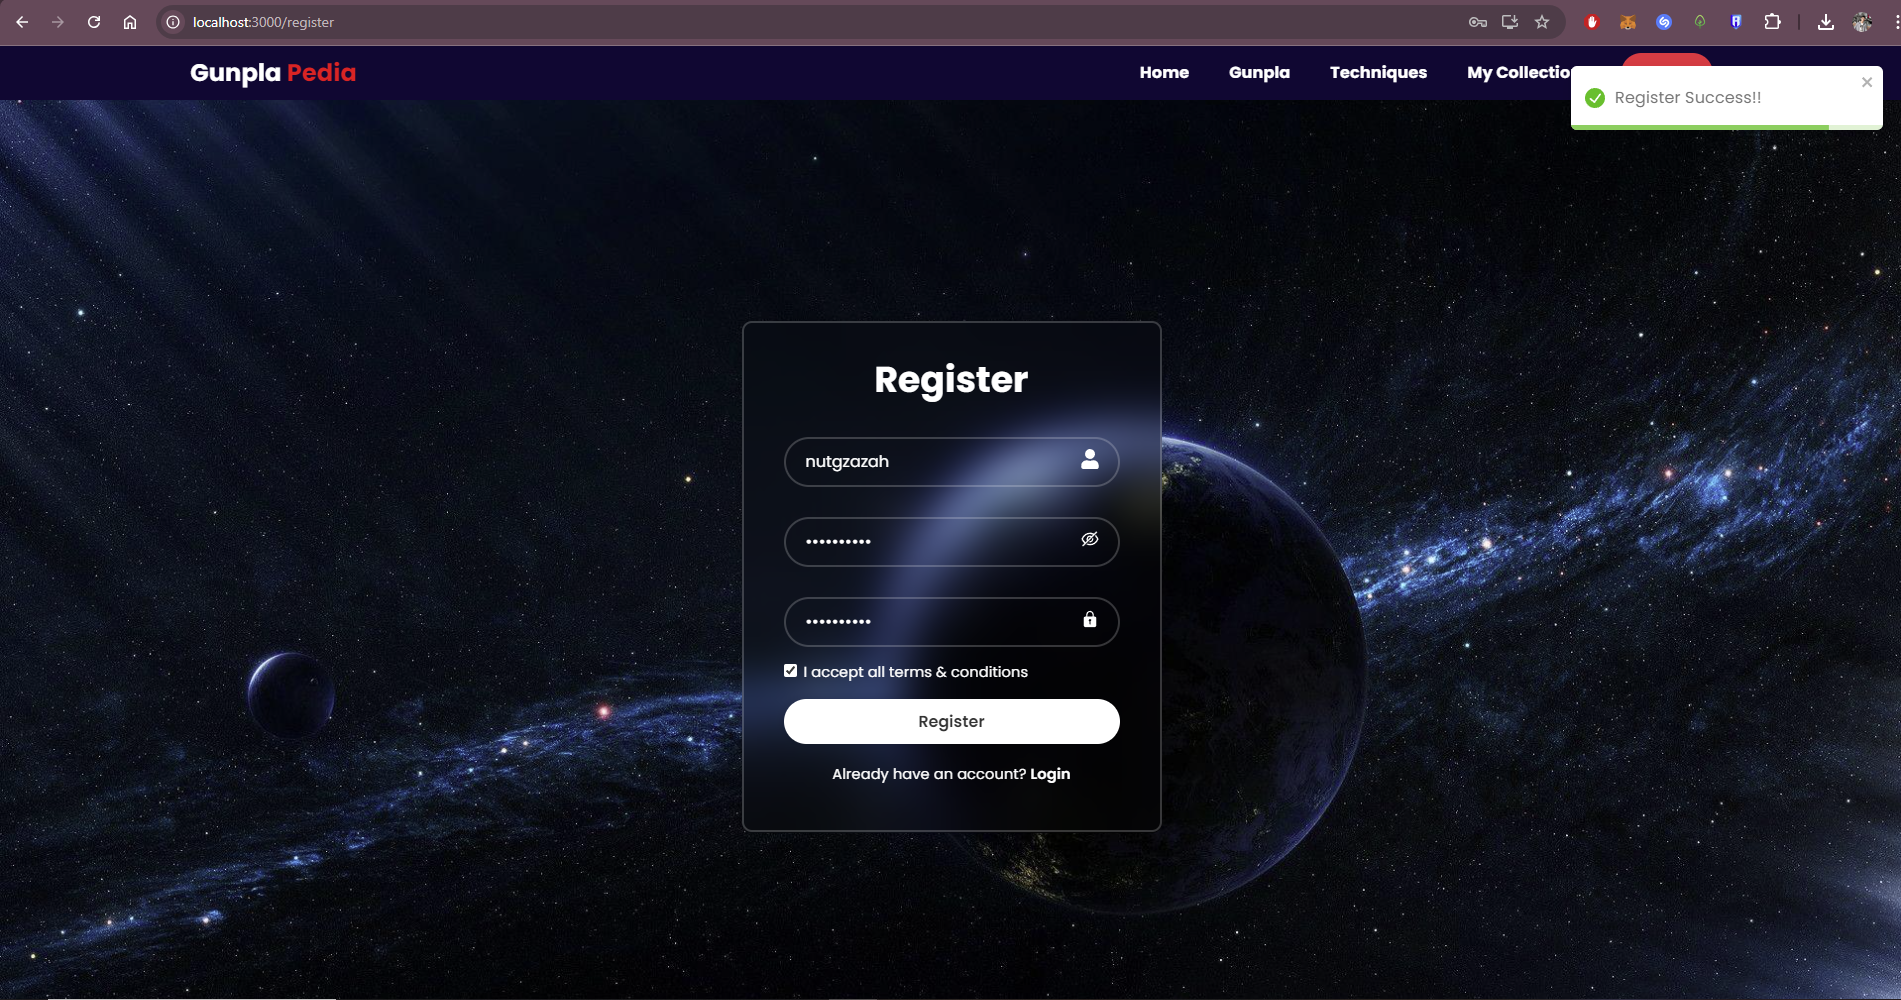 localhost:3000/register
Gunpla Pedia
Home
Gunpla
Techniques
My Collectio
Register Success!!
Register
nutgzazah
••••••••••
••••••••••
I accept all terms & conditions
Register
Already have an account? Login